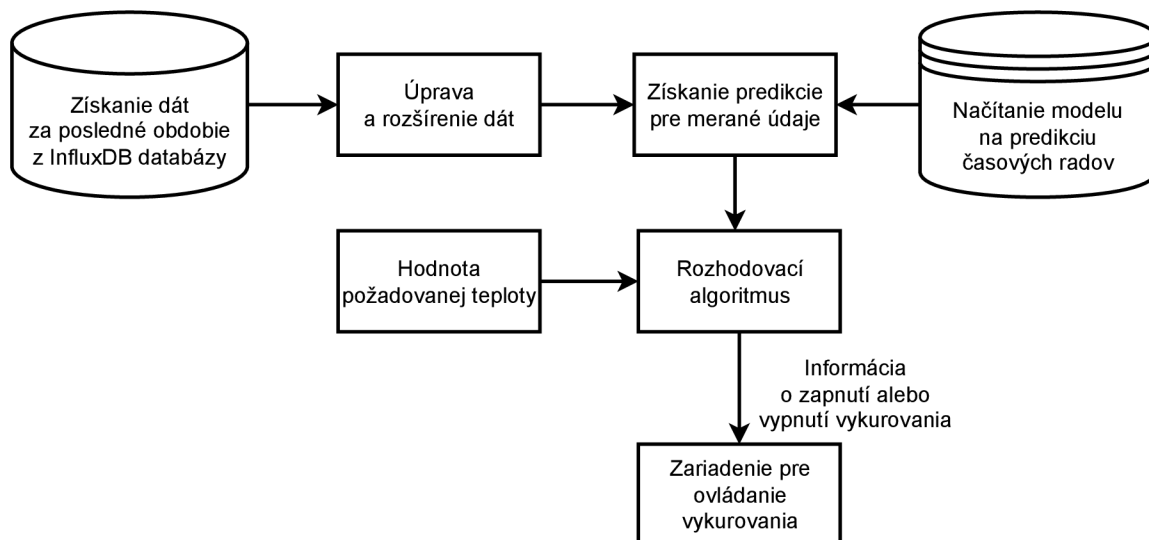 Získanie dát
za posledné obdobie
z InfluxDB databázy
Úprava
a rozšírenie dát
Získanie predikcie
pre merané údaje
Načítanie modelu
na predikciu
časových radov
Hodnota
požadovanej teploty
Rozhodovací
algoritmus
Informácia
o zapnutí alebo
vypnutí vykurovania
Zariadenie pre
ovládanie
vykurovania